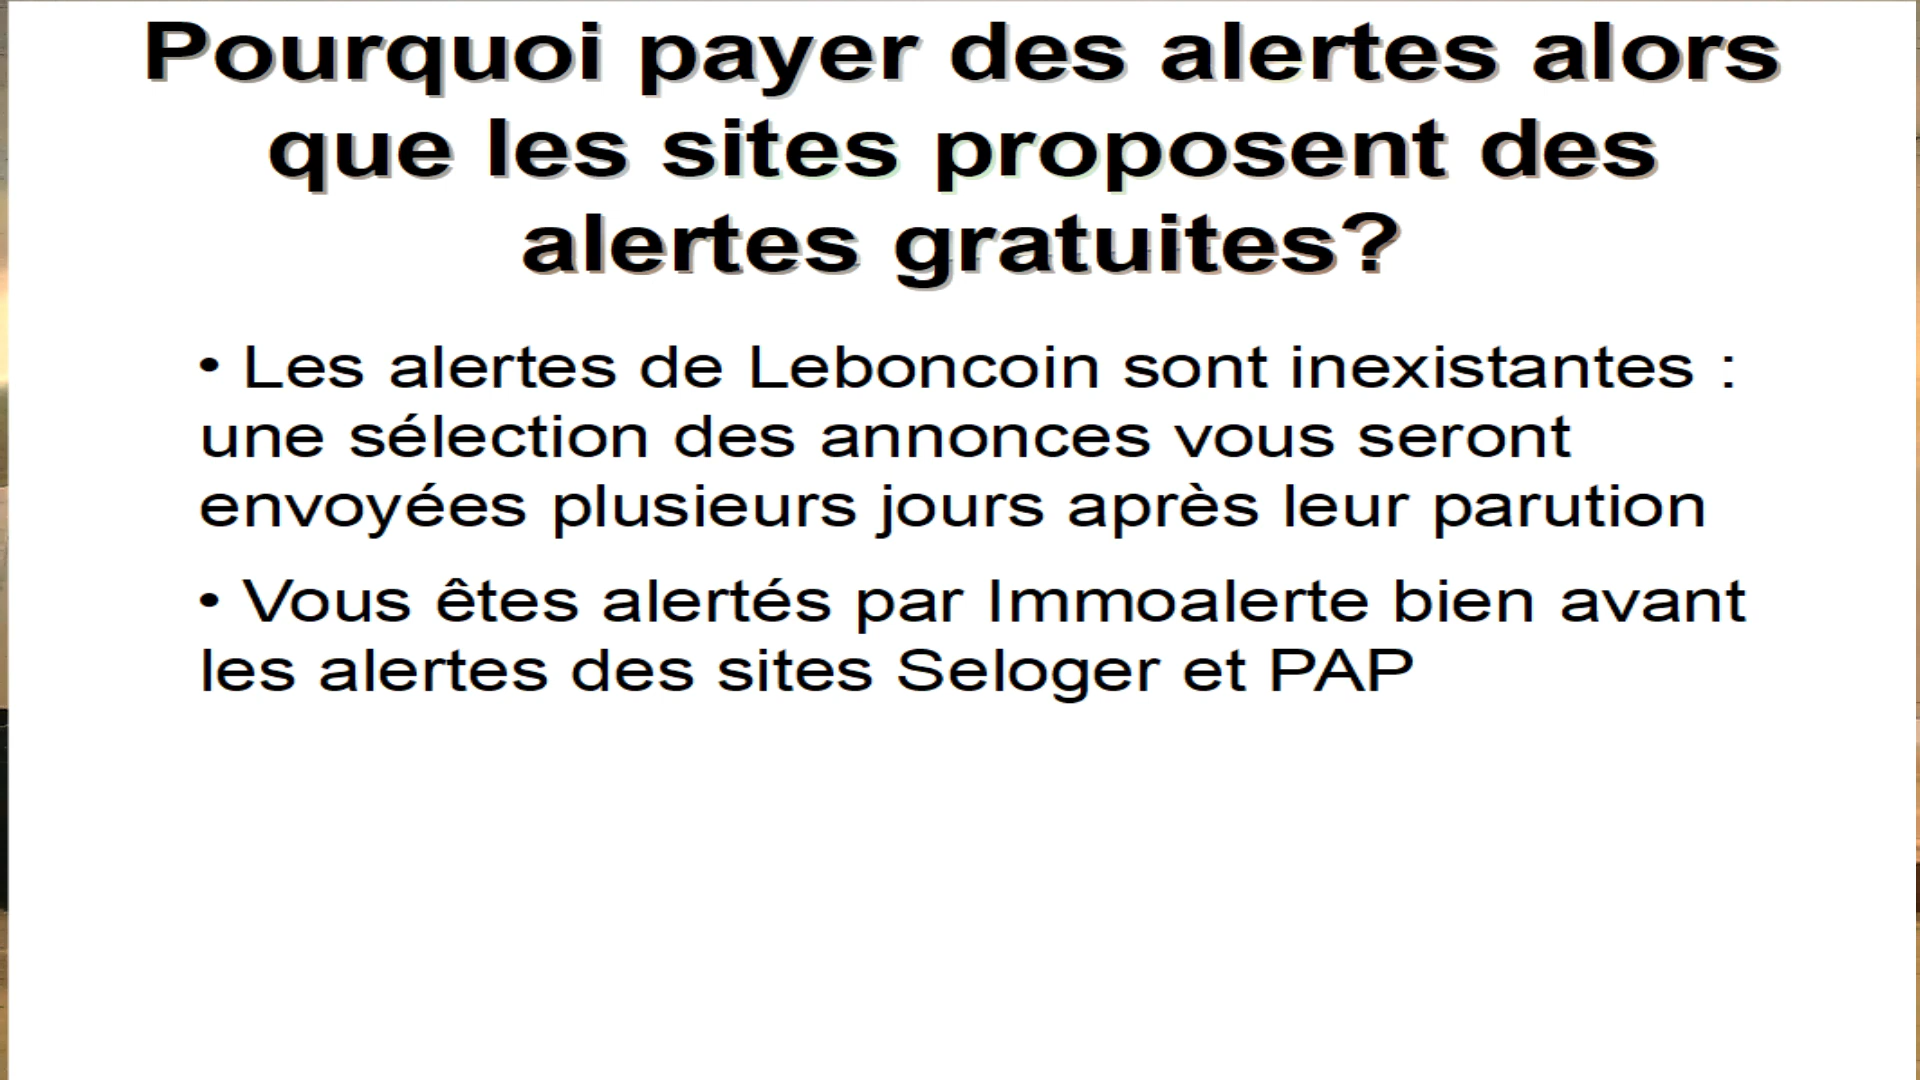 Pourquoi payer des alertes alors
que les sites proposent des
alertes gratuites?
• Les alertes de Leboncoin sont inexistantes :
une sélection des annonces vous seront
envoyées plusieurs jours après leur parution
• Vous êtes alertés par Immoalerte bien avant
les alertes des sites Seloger et PAP